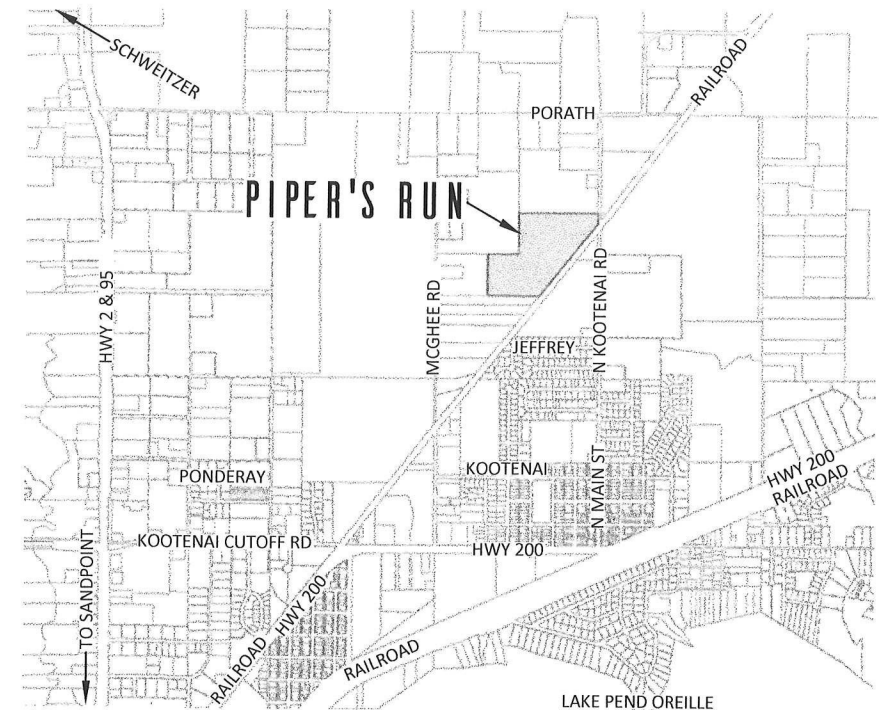 SCHWEITZER
RAILROAD
PORATH
PIPER'S RUN
HWY 2 & 95
MCGHEE RD
N KOOTENAI RD
JEFFREY
PONDERAY
KOOTENAI
N MAIN ST
HWY 200
RAILROAD
KOOTENAI CUTOFF RD
HWY 200
TO SANDPOINT
HWY 200
RAILROAD
RAILROAD
LAKE PEND OREILLE